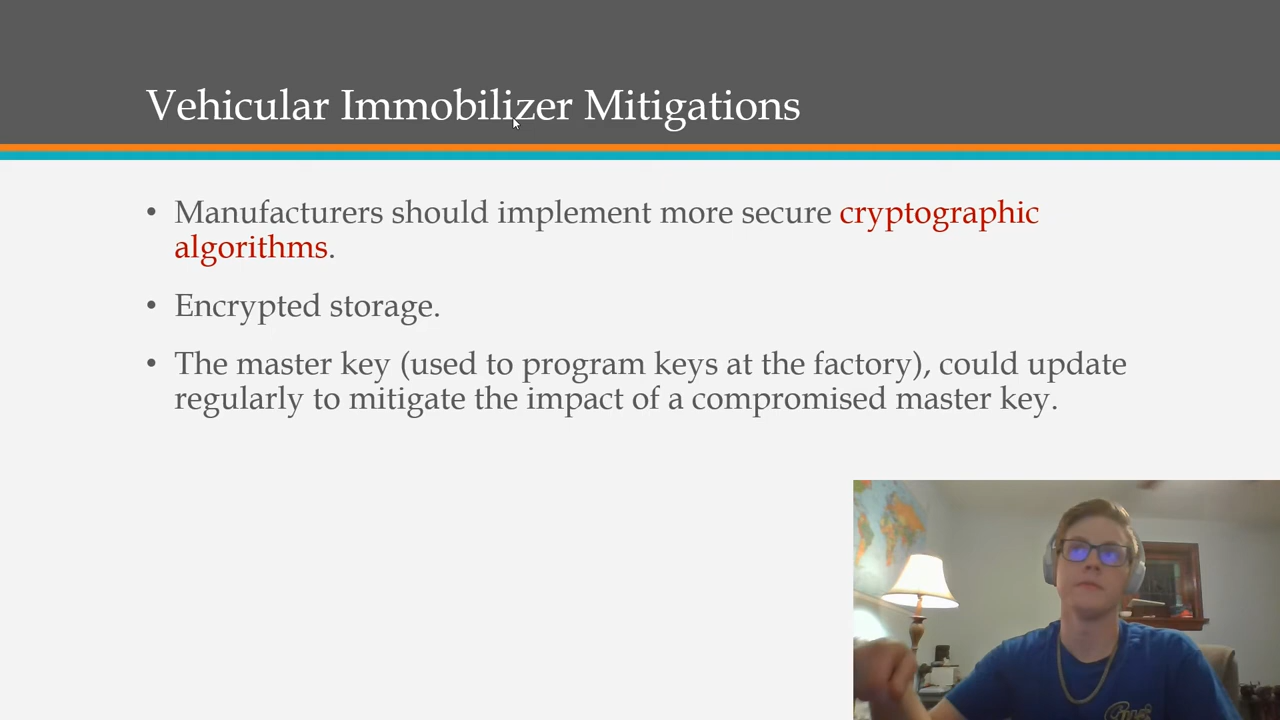 Vehicular Immobilizer Mitigations
• Manufacturers should implement more secure cryptographic
algorithms.
• Encrypted storage.
• The master key (used to program keys at the factory), could update
regularly to mitigate the impact of a compromised master key.